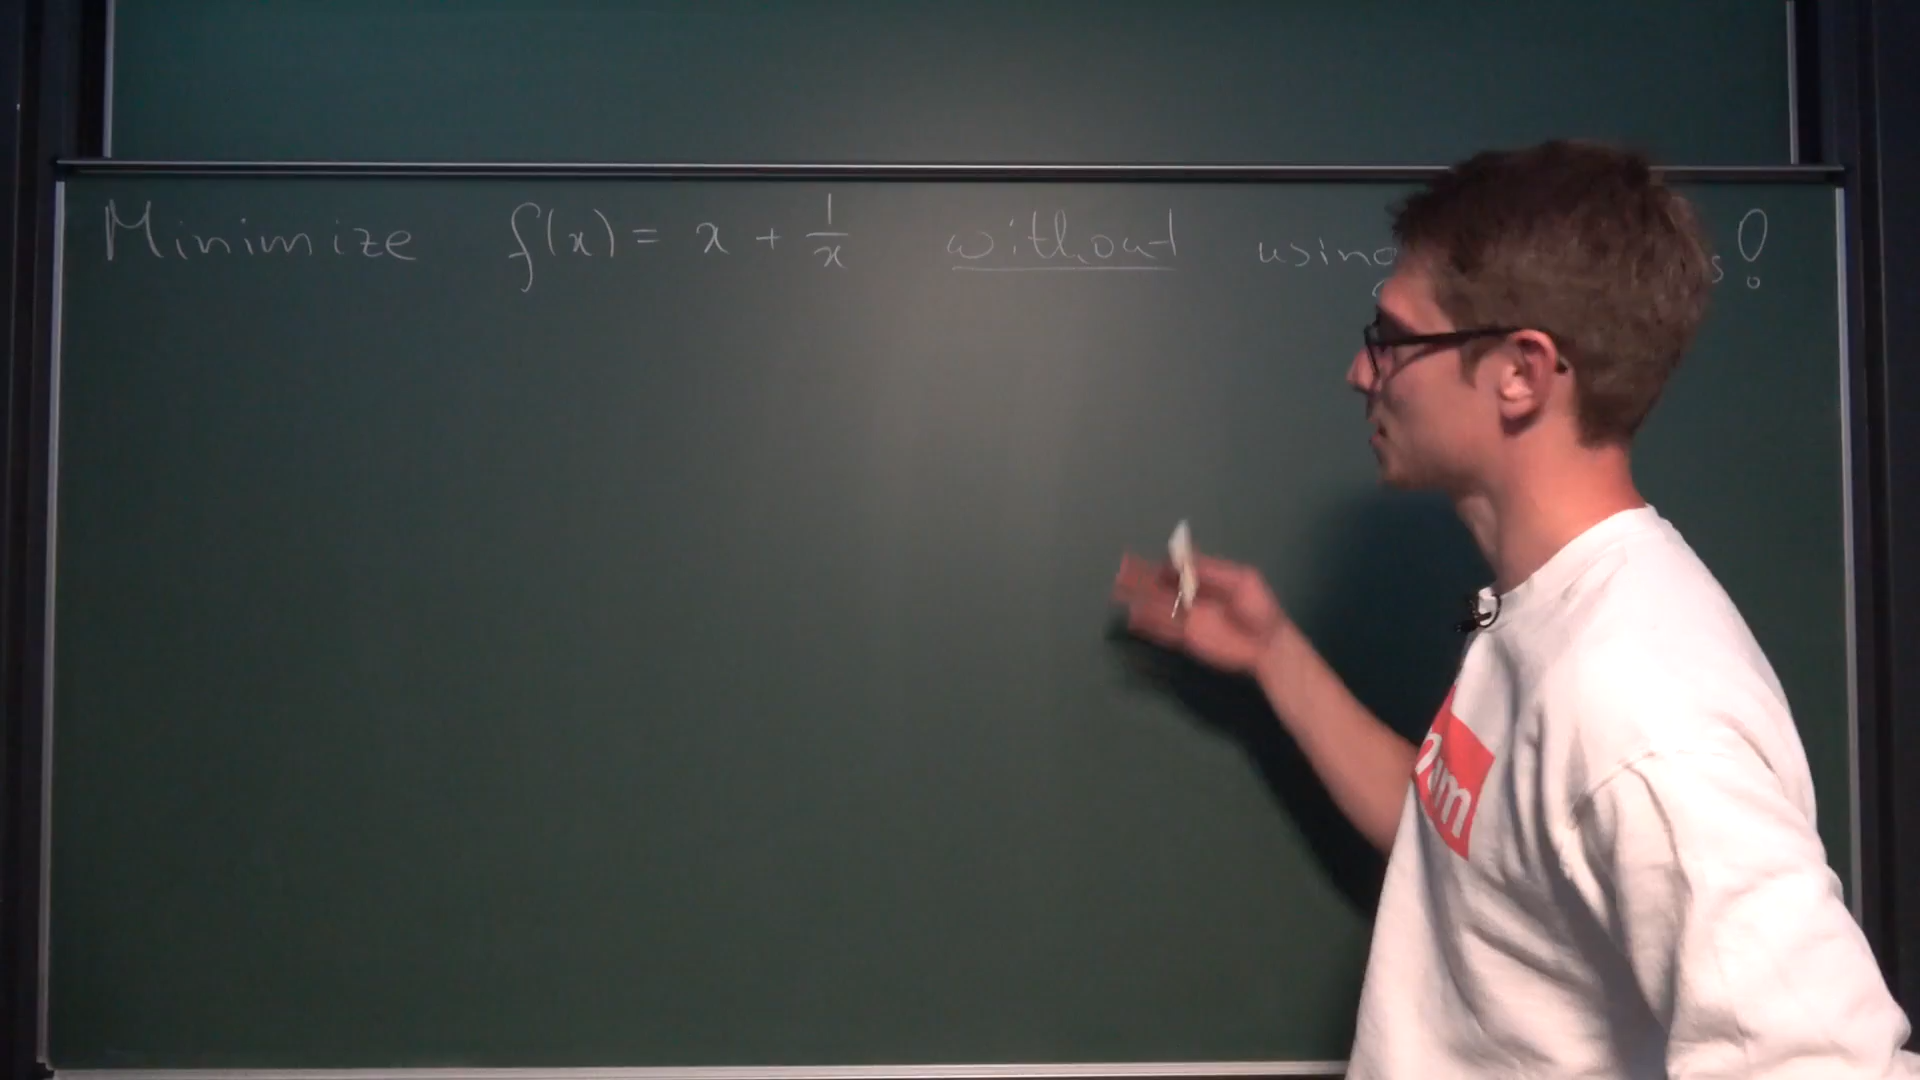 Minimize f(x) = x + 1/x without using !